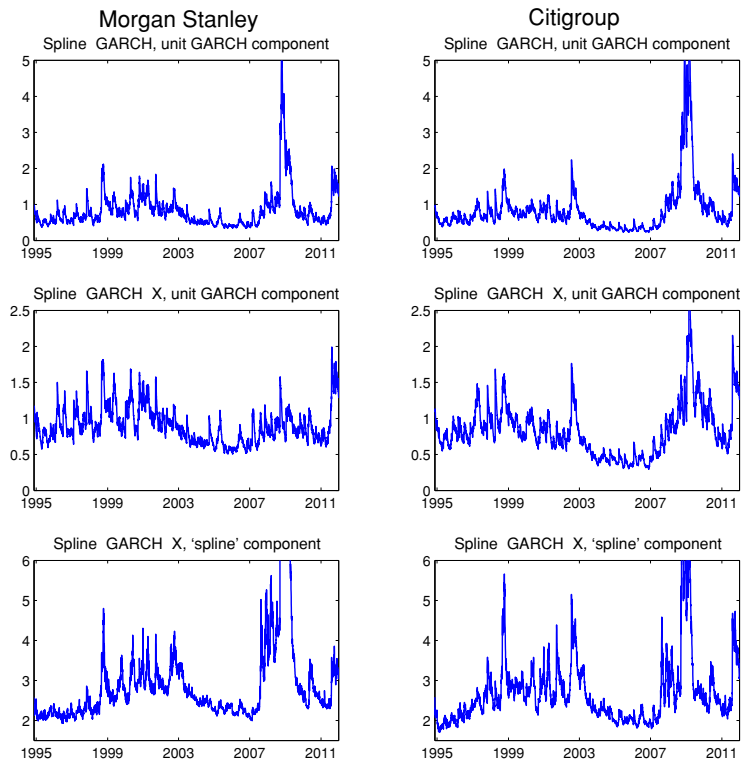 Morgan Stanley
Citigroup
Spline GARCH, unit GARCH component
Spline GARCH, unit GARCH component
5
4
3
2
1
0
1995 1999 2003 2007 2011
5
4
3
2
1
0
1995 1999 2003 2007 2011
Spline GARCH X, unit GARCH component
Spline GARCH X, unit GARCH component
2.5
2
1.5
1
0.5
0
1995 1999 2003 2007 2011
2.5
2
1.5
1
0.5
0
1995 1999 2003 2007 2011
Spline GARCH X, ‘spline’ component
Spline GARCH X, ‘spline’ component
6
5
4
3
2
1995 1999 2003 2007 2011
6
5
4
3
2
1995 1999 2003 2007 2011